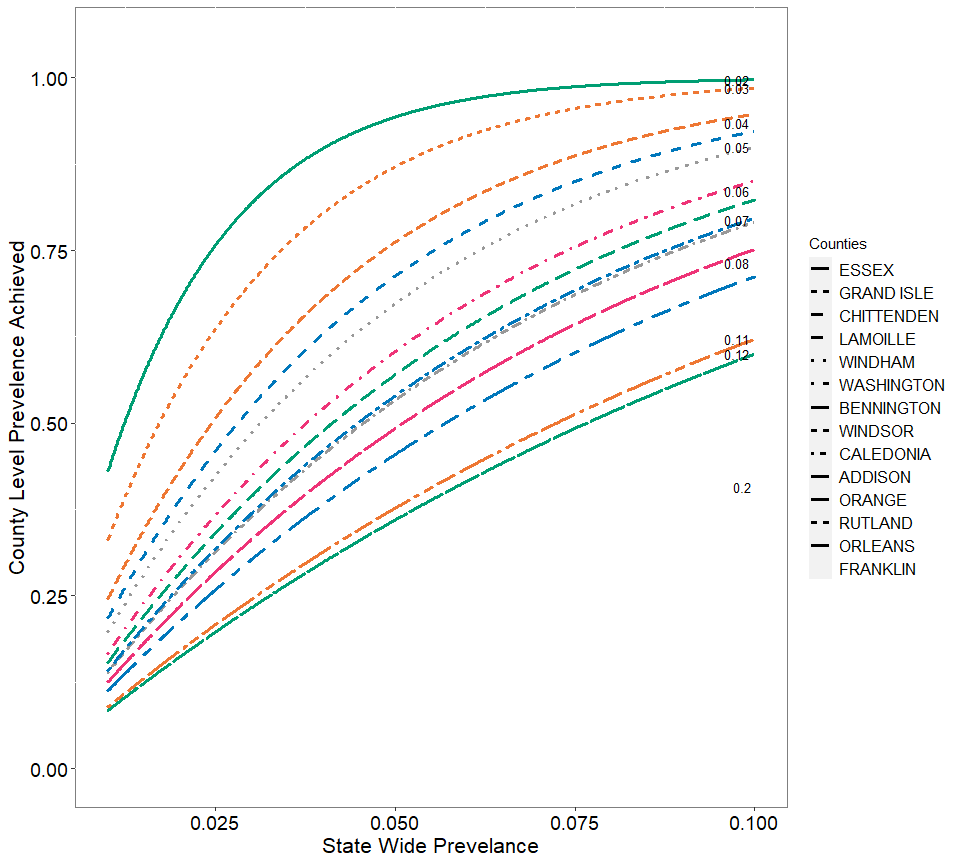 1.00
0.75
0.50
0.25
0.00
County Level Prevelence Achieved
0.02
0.03
0.04
0.05
0.06
0.07
0.08
0.11
0.12
0.2
0.025
0.050
0.075
0.100
State Wide Prevelance
Counties
ESSEX
GRAND ISLE
CHITTENDEN
LAMOILLE
WINDHAM
WASHINGTON
BENNINGTON
WINDSOR
CALEDONIA
ADDISON
ORANGE
RUTLAND
ORLEANS
FRANKLIN